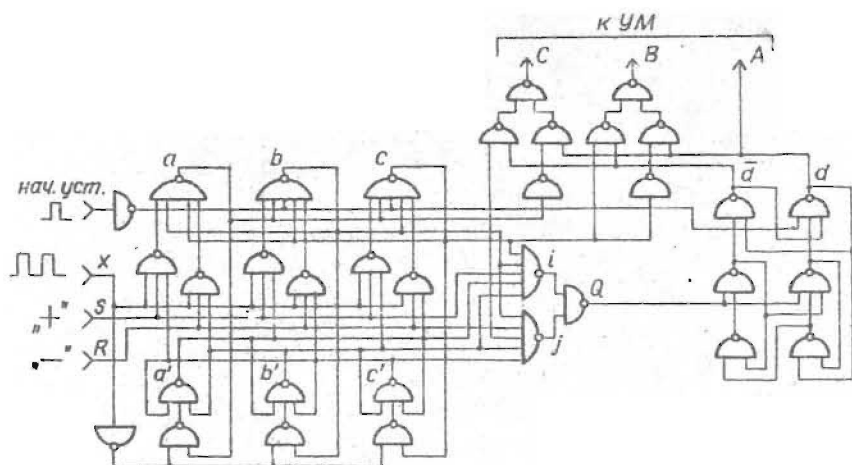 к УМ
C B A
a b c
d̅ d
нач. уст.
x
i
„+" S
Q
„—" R
j
a' b' c'